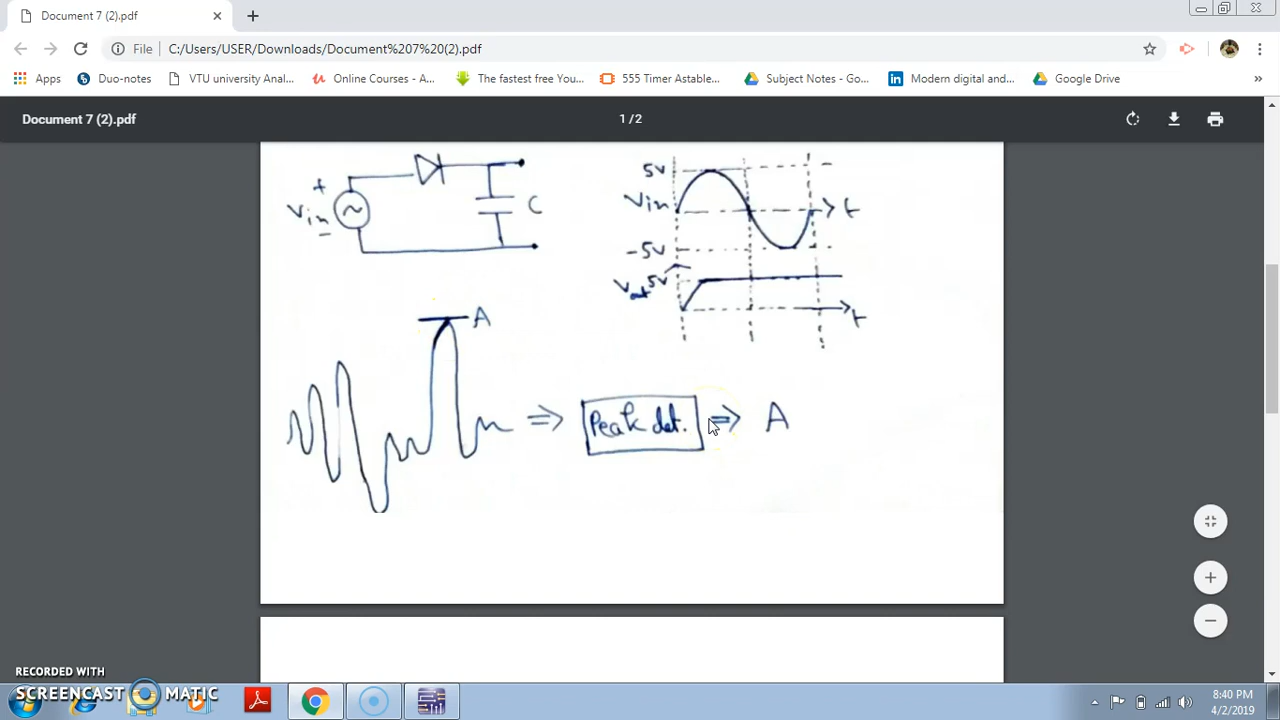 Document 7 (2).pdf
File
C:/Users/USER/Downloads/Document%207%20(2).pdf
Apps
Duo-notes
VTU university Anal...
Online Courses - A...
The fastest free You...
555 Timer Astable...
Subject Notes - Go...
Modern digital and...
Google Drive
»
Document 7 (2).pdf
1 / 2
+
Vin
-
C
5V
Vin
t
-5V
Vout 5V
t
A
⇒ Peak det. ⇒ A
RECORDED WITH
SCREENCAST MATIC
8:40 PM
4/2/2019